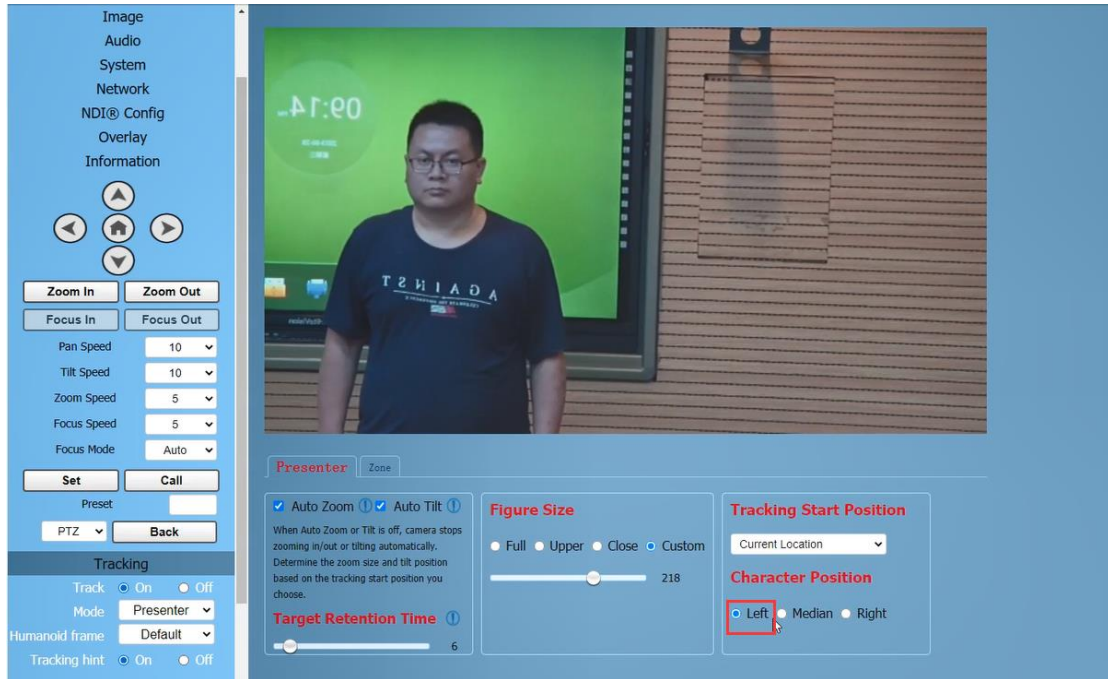 Image
Audio
System
Network
NDI® Config
Overlay
Information
Zoom In Zoom Out
Focus In Focus Out
Pan Speed 10
Tilt Speed 10
Zoom Speed 5
Focus Speed 5
Focus Mode Auto
Set Call
Preset
PTZ Back
Tracking
Track On Off
Mode Presenter
Humanoid frame Default
Tracking hint On Off
09:14
AGAINST
Presenter Zone
Auto Zoom Auto Tilt
When Auto Zoom or Tilt is off, camera stops
zooming in/out or tilting automatically.
Determine the zoom size and tilt position
based on the tracking start position you
choose.
Target Retention Time
6
Figure Size
Full Upper Close Custom
218
Tracking Start Position
Current Location
Character Position
Left Median Right